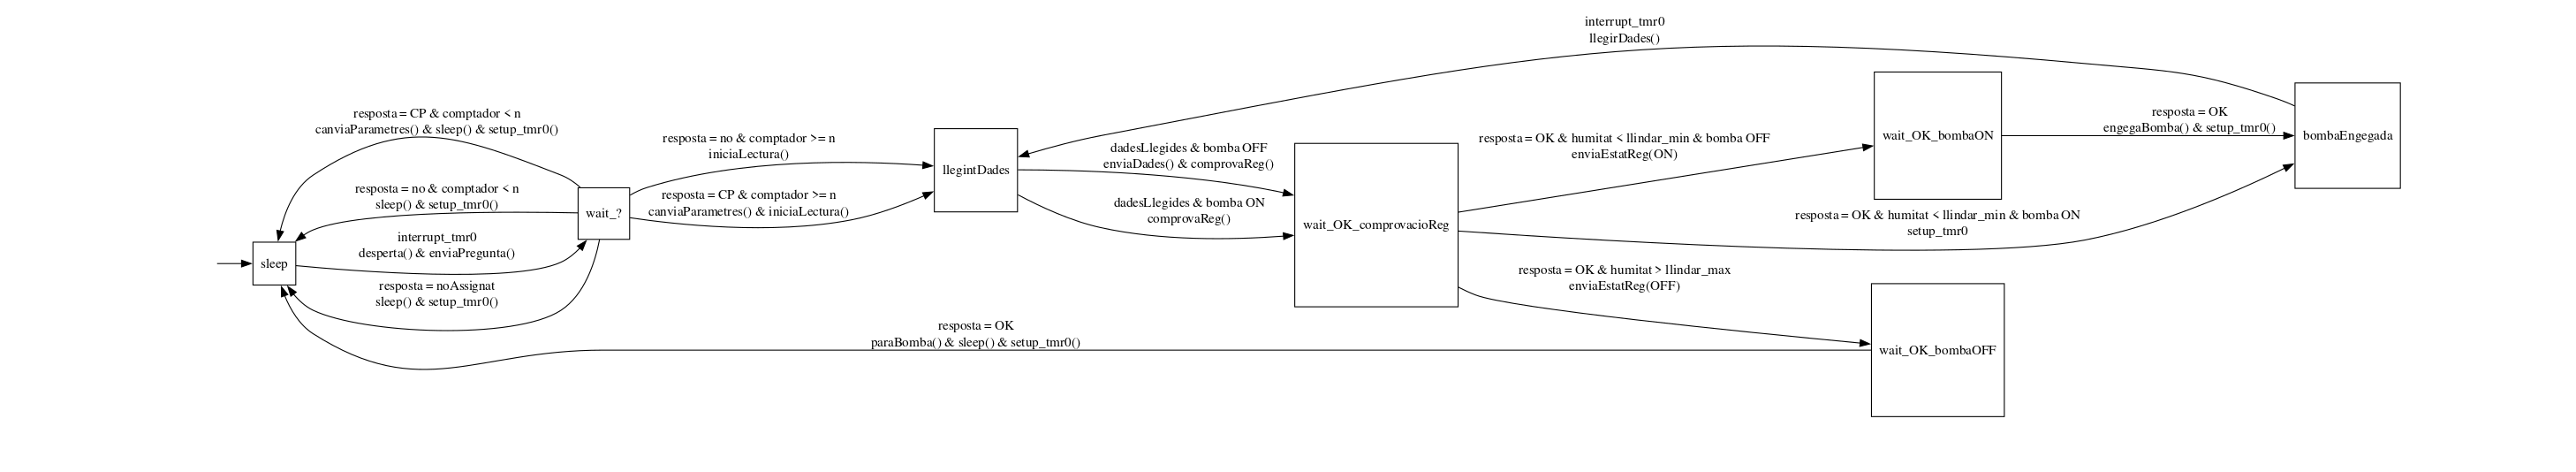 interrupt_tmr0
llegirDades()
resposta = CP & comptador < n
canviaParametres() & sleep() & setup_tmr0()
resposta = no & comptador < n
sleep() & setup_tmr0()
interrupt_tmr0
desperta() & enviaPregunta()
resposta = noAssignat
sleep() & setup_tmr0()
sleep
wait_?
resposta = no & comptador >= n
iniciaLectura()
resposta = CP & comptador >= n
canviaParametres() & iniciaLectura()
llegintDades
dadesLlegides & bomba OFF
enviaDades() & comprovaReg()
dadesLlegides & bomba ON
comprovaReg()
wait_OK_comprovacioReg
resposta = OK & humitat < llindar_min & bomba OFF
enviaEstatReg(ON)
wait_OK_bombaON
resposta = OK
engegaBomba() & setup_tmr0()
bombaEngegada
resposta = OK & humitat < llindar_min & bomba ON
setup_tmr0
resposta = OK & humitat > llindar_max
enviaEstatReg(OFF)
wait_OK_bombaOFF
resposta = OK
paraBomba() & sleep() & setup_tmr0()